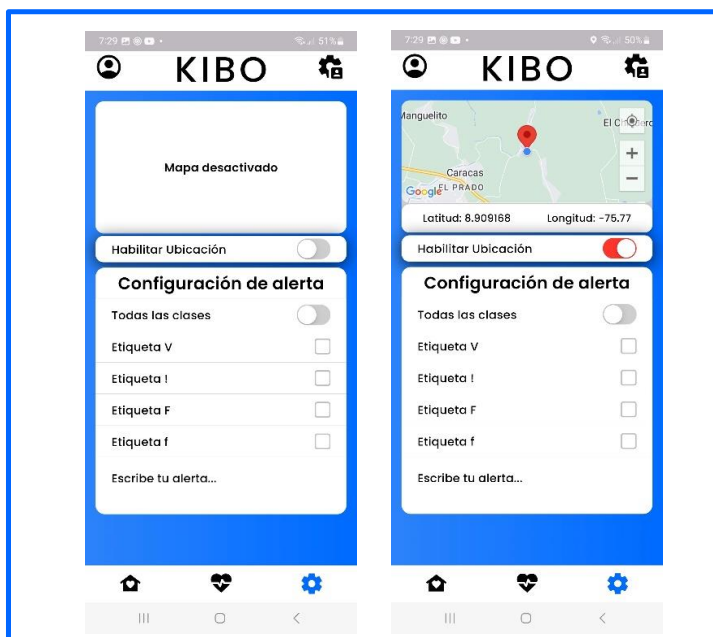 7:29
51%
KIBO
Mapa desactivado
Habilitar Ubicación
Configuración de alerta
Todas las clases
Etiqueta V
Etiqueta !
Etiqueta F
Etiqueta f
Escribe tu alerta...
7:29
50%
KIBO
Manguelito
Caracas
EL PRADO
Google
Latitud: 8.909168 Longitud: -75.77
Habilitar Ubicación
Configuración de alerta
Todas las clases
Etiqueta V
Etiqueta !
Etiqueta F
Etiqueta f
Escribe tu alerta...